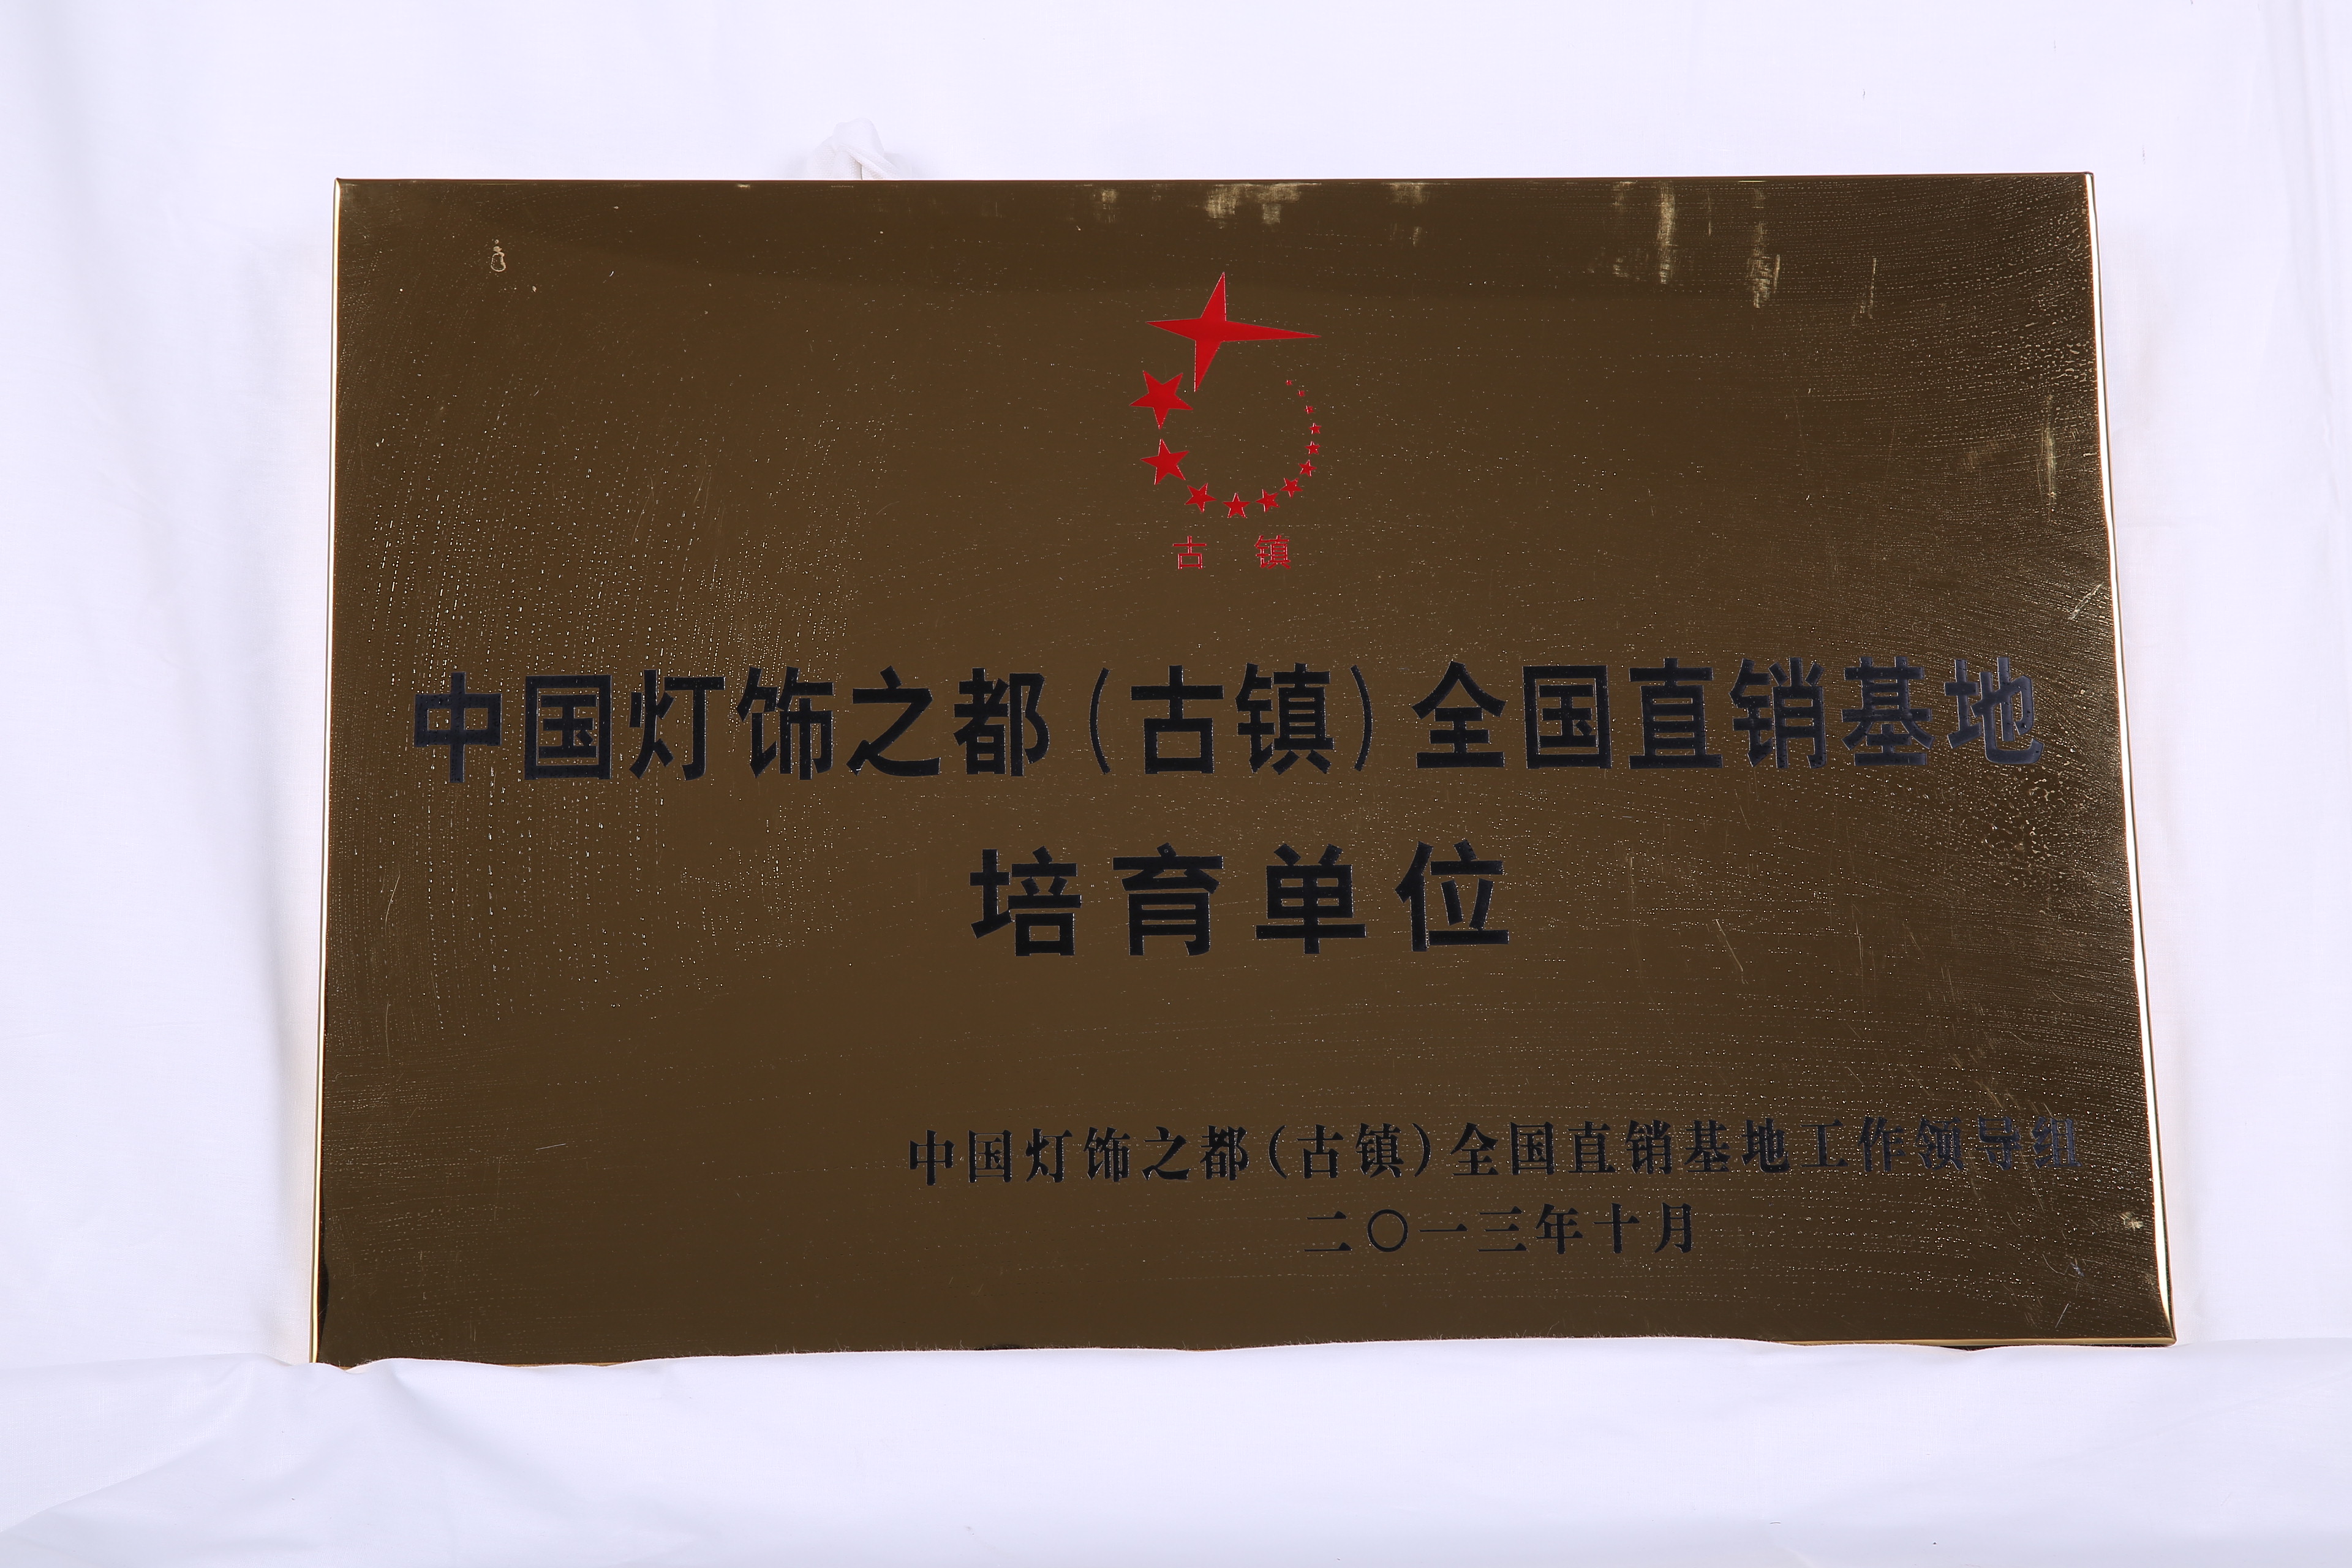 古 镇
中国灯饰之都（古镇）全国直销基地
培育单位
中国灯饰之都（古镇）全国直销基地工作领导组
二〇一三年十月